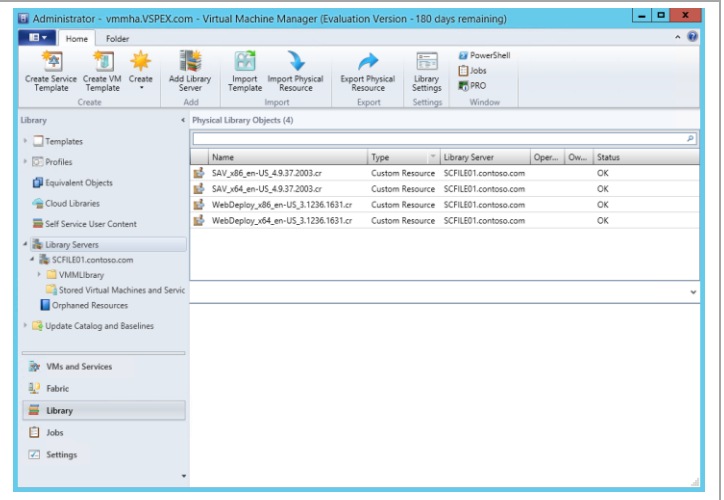 Administrator - vmmha.VSPEX.com - Virtual Machine Manager (Evaluation Version - 180 days remaining)
Home Folder
Create Service Template
Create VM Template
Create
Add Library Server
Import Template
Import Physical Resource
Export Physical Resource
Library Settings
PowerShell
Jobs
PRO
Create Add Import Export Settings Window
Library
Physical Library Objects (4)
Templates
Profiles
Equivalent Objects
Cloud Libraries
Self Service User Content
Library Servers
SCFILE01.contoso.com
VMMLIbrary
Stored Virtual Machines and Servic
Orphaned Resources
Update Catalog and Baselines
Name Type Library Server Oper... Ow... Status
SAV_x86_en-US_4.9.37.2003.cr Custom Resource SCFILE01.contoso.com OK
SAV_x64_en-US_4.9.37.2003.cr Custom Resource SCFILE01.contoso.com OK
WebDeploy_x86_en-US_3.1236.1631.cr Custom Resource SCFILE01.contoso.com OK
WebDeploy_x64_en-US_3.1236.1631.cr Custom Resource SCFILE01.contoso.com OK
VMs and Services
Fabric
Library
Jobs
Settings